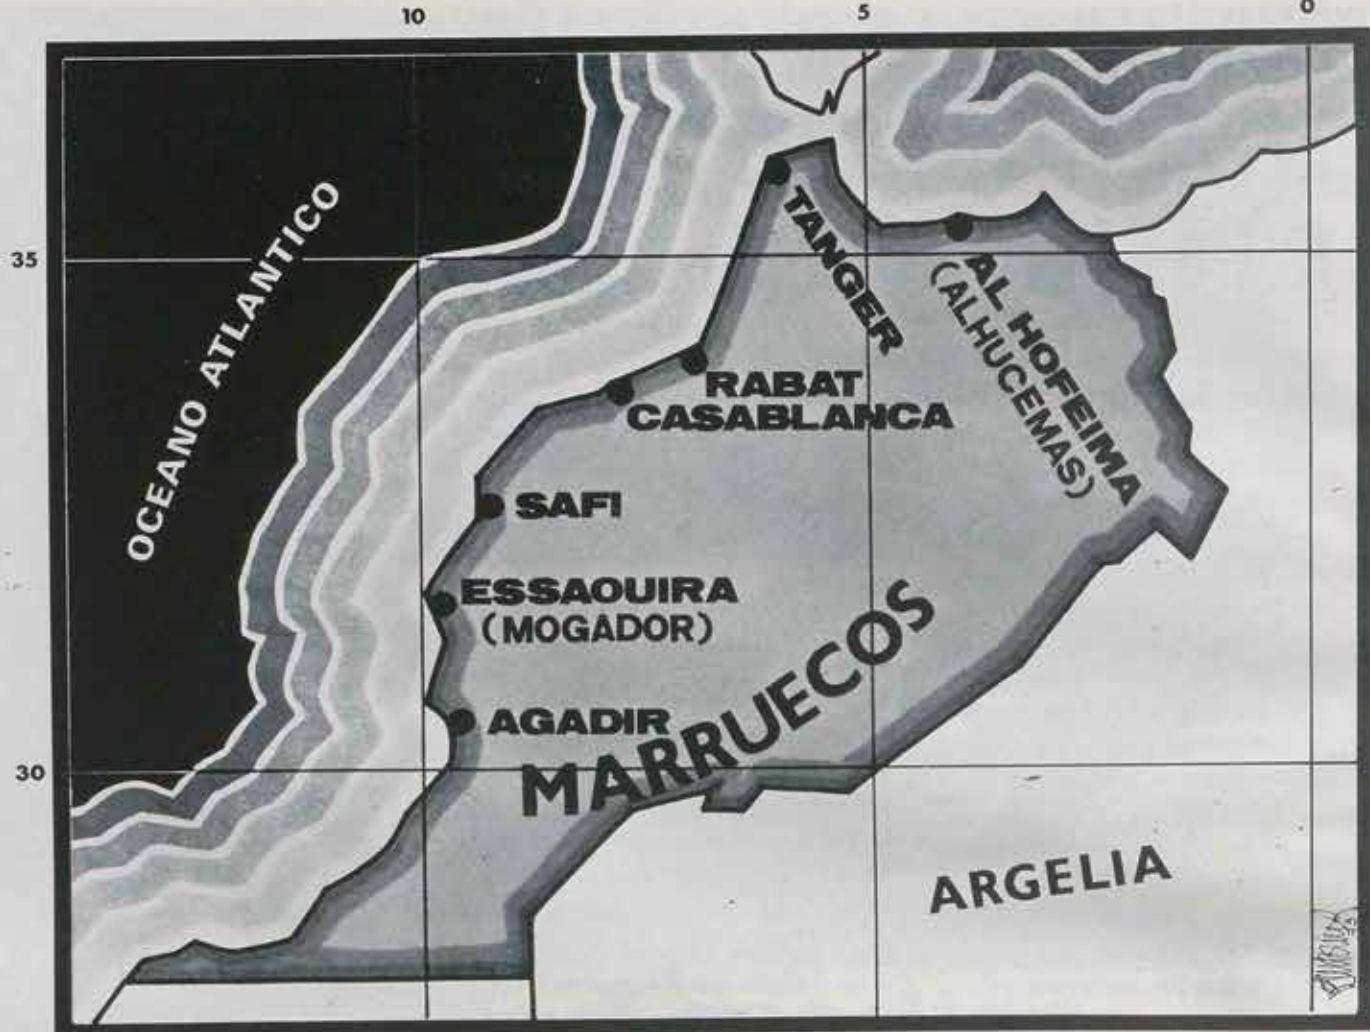 10
5
0
35
30
OCEANO ATLANTICO
TANGER
AL HOFEIMA
(ALHUCEMAS)
RABAT
CASABLANCA
SAFI
ESSAOUIRA
(MOGADOR)
AGADIR
MARRUECOS
ARGELIA